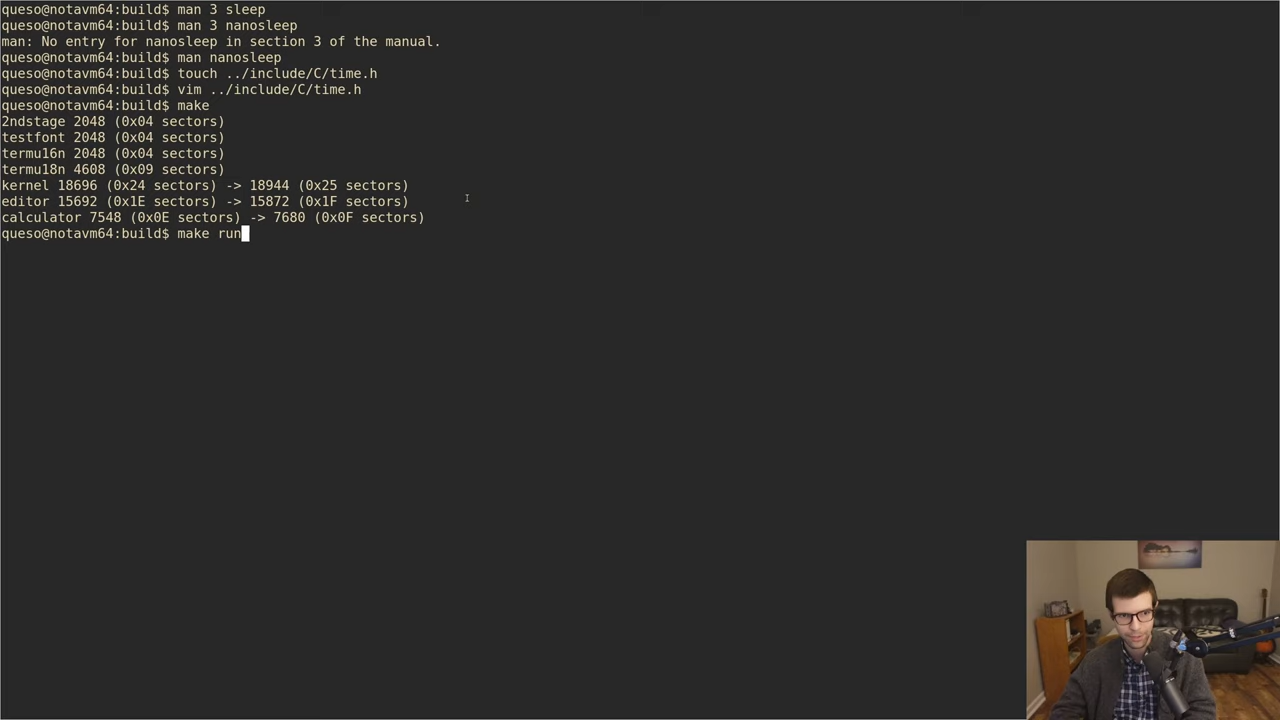 queso@notavm64:build$ man 3 sleep
queso@notavm64:build$ man 3 nanosleep
man: No entry for nanosleep in section 3 of the manual.
queso@notavm64:build$ man nanosleep
queso@notavm64:build$ touch ../include/C/time.h
queso@notavm64:build$ vim ../include/C/time.h
queso@notavm64:build$ make
2ndstage 2048 (0x04 sectors)
testfont 2048 (0x04 sectors)
termu16n 2048 (0x04 sectors)
termu18n 4608 (0x09 sectors)
kernel 18696 (0x24 sectors) -> 18944 (0x25 sectors)
editor 15692 (0x1E sectors) -> 15872 (0x1F sectors)
calculator 7548 (0x0E sectors) -> 7680 (0x0F sectors)
queso@notavm64:build$ make run